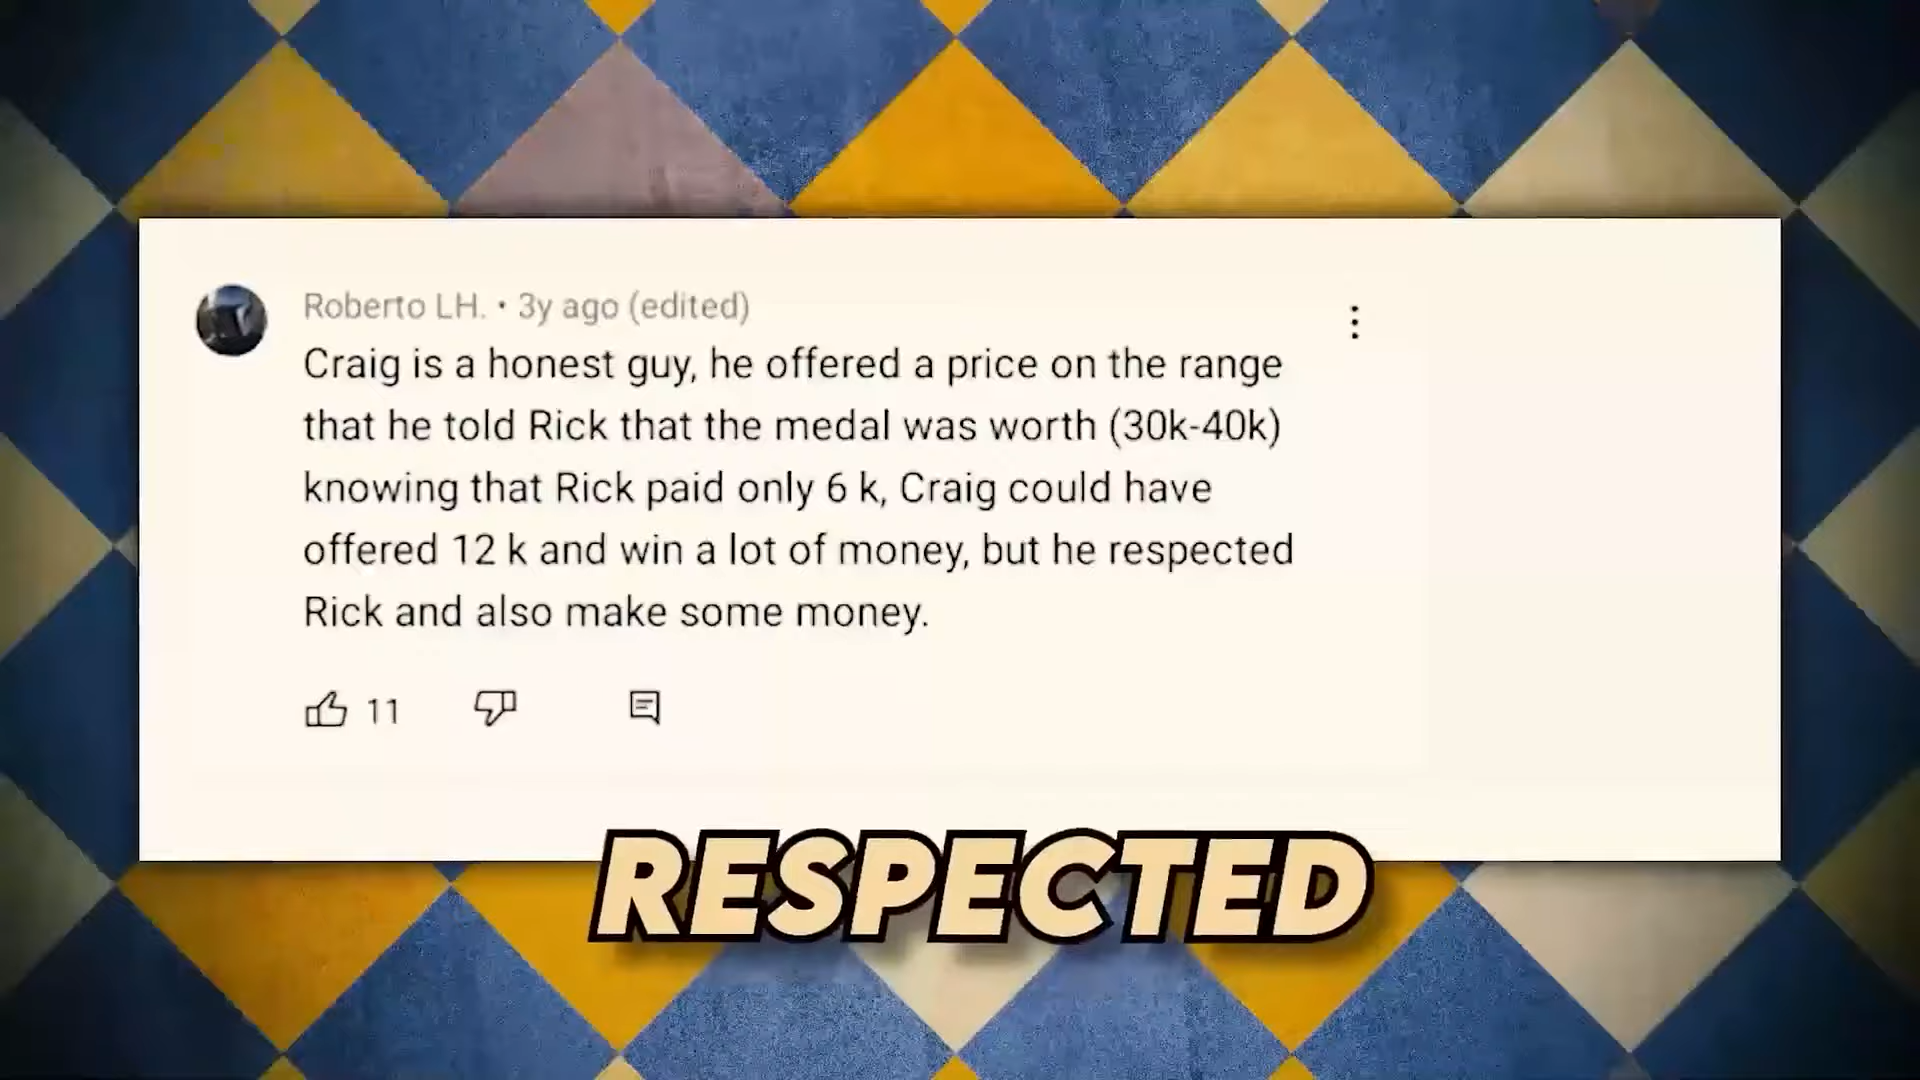 Roberto LH. • 3y ago (edited)
Craig is a honest guy, he offered a price on the range
that he told Rick that the medal was worth (30k-40k)
knowing that Rick paid only 6 k, Craig could have
offered 12 k and win a lot of money, but he respected
Rick and also make some money.
11
RESPECTED